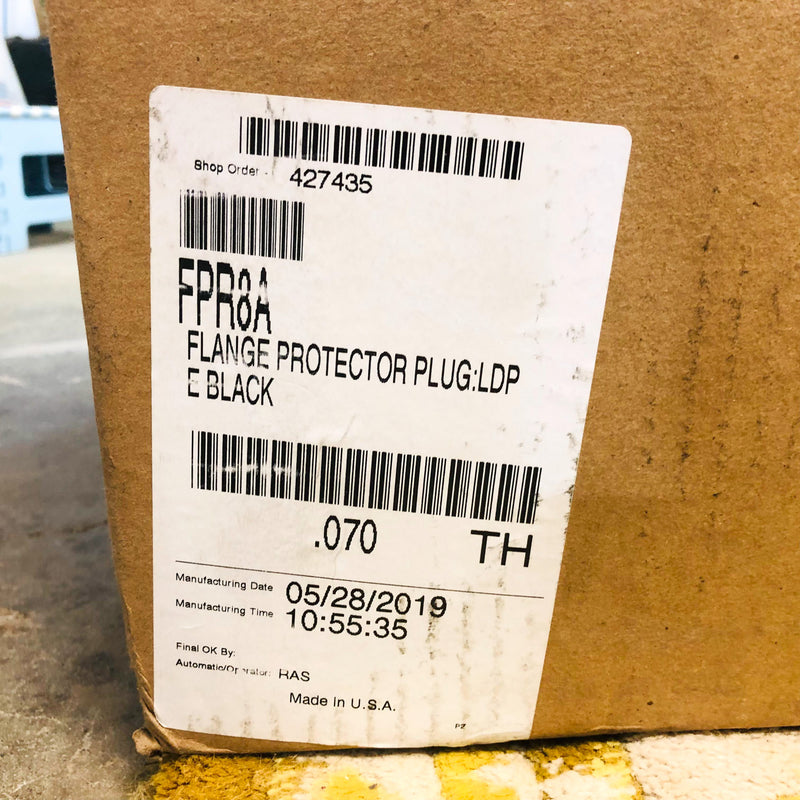 Shop Order - 427435
FPR8A
FLANGE PROTECTOR PLUG:LDP
E BLACK
.070 TH
Manufacturing Date 05/28/2019
Manufacturing Time 10:55:35
Final OK By:
Automatic/Operator: RAS
Made in U.S.A.
PZ